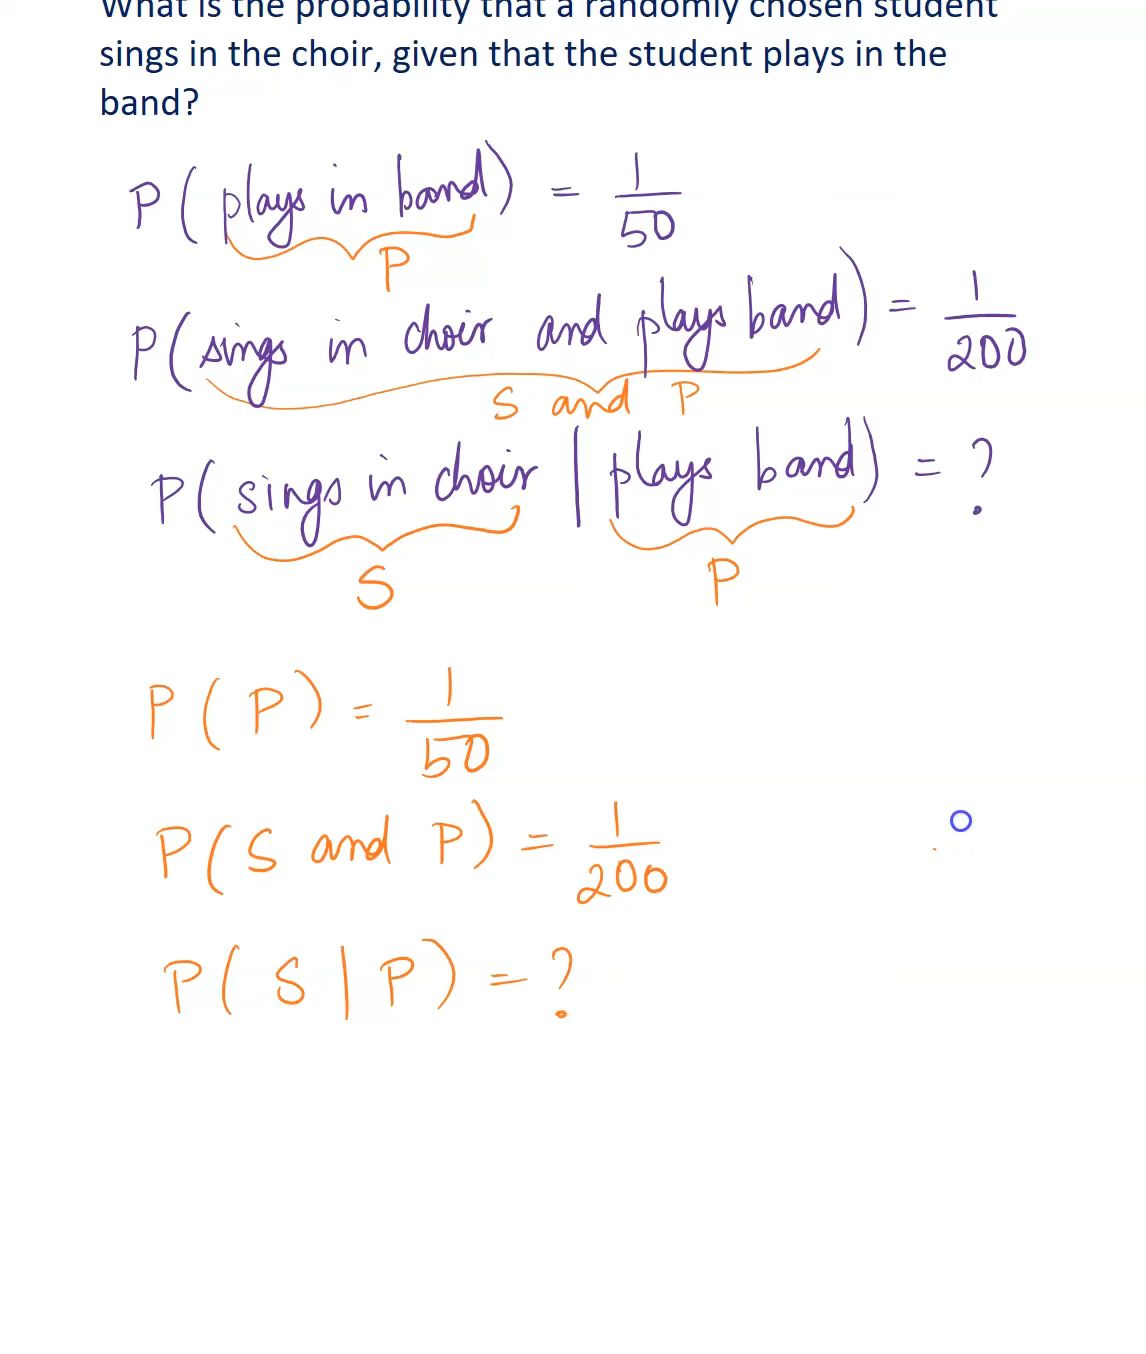 What is the probability that a randomly chosen student
sings in the choir, given that the student plays in the
band?
P( plays in band) = 1/50
P
P( sings in choir and plays band) = 1/200
S and P
P( sings in choir | plays band) = ?
S P
P( P) = 1/50
P( S and P) = 1/200
P( S | P) = ?